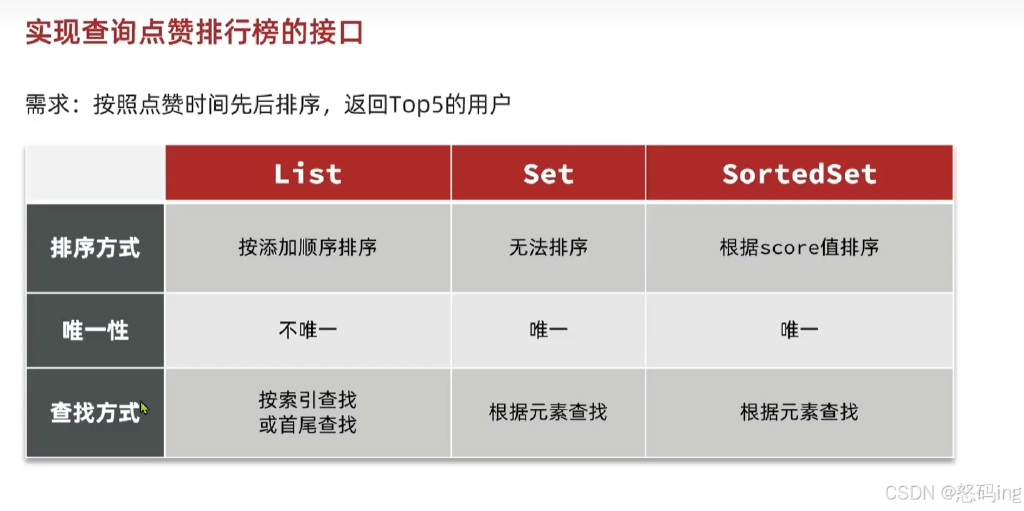 实现查询点赞排行榜的接口
需求：按照点赞时间先后排序，返回Top5的用户
List Set SortedSet
排序方式 按添加顺序排序 无法排序 根据score值排序
唯一性 不唯一 唯一 唯一
查找方式 按索引查找 根据元素查找 根据元素查找
或首尾查找
CSDN @怒码ing